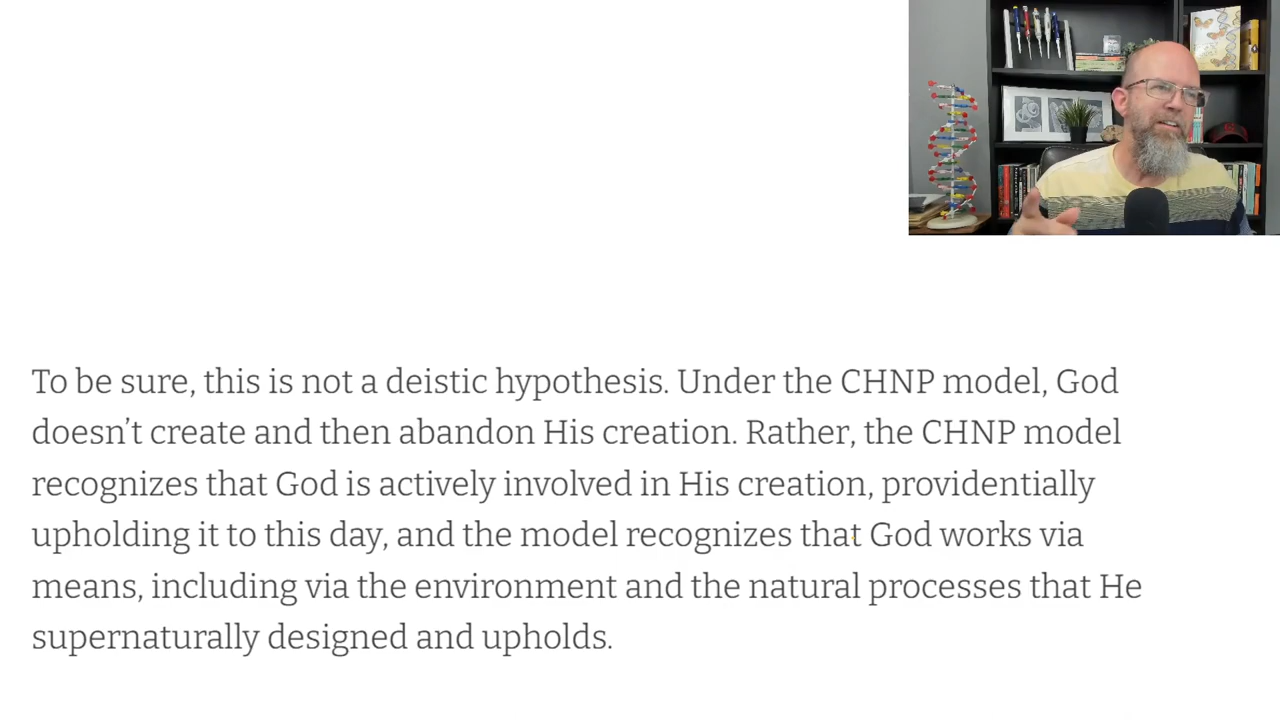 To be sure, this is not a deistic hypothesis. Under the CHNP model, God
doesn’t create and then abandon His creation. Rather, the CHNP model
recognizes that God is actively involved in His creation, providentially
upholding it to this day, and the model recognizes that God works via
means, including via the environment and the natural processes that He
supernaturally designed and upholds.